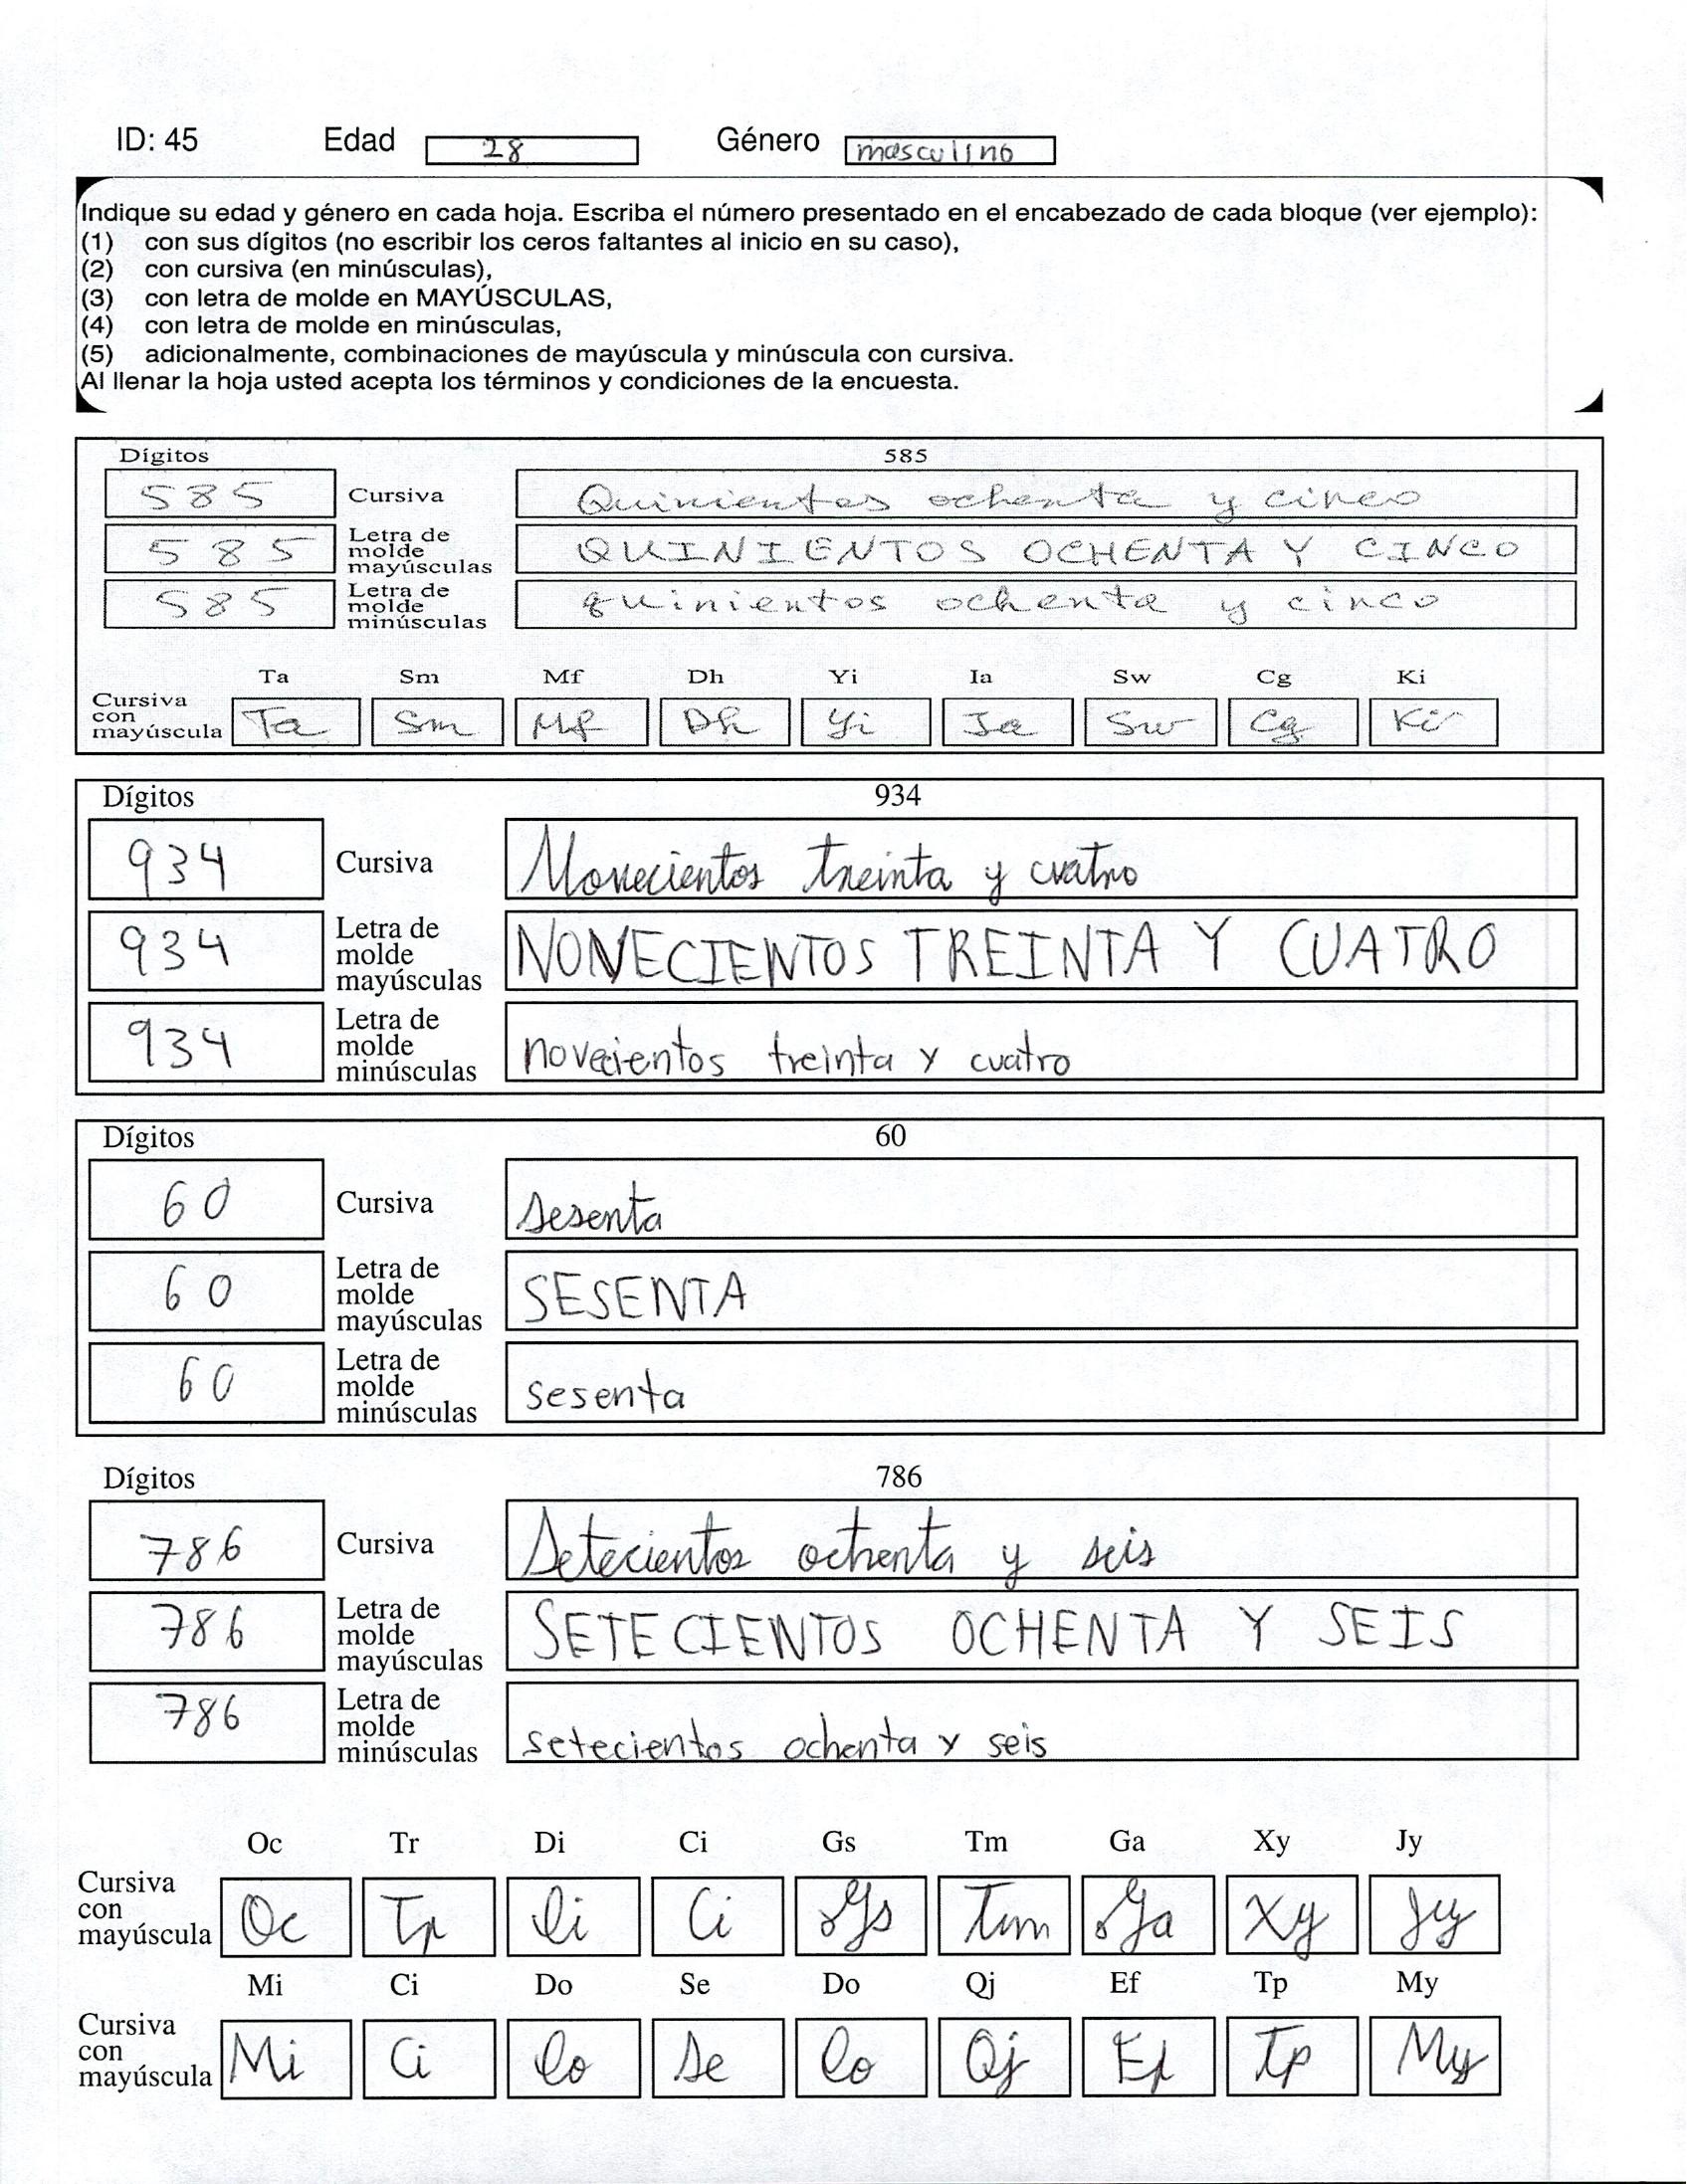 ID: 45 Edad 28 Género masculino
Indique su edad y género en cada hoja. Escriba el número presentado en el encabezado de cada bloque (ver ejemplo):
(1) con sus dígitos (no escribir los ceros faltantes al inicio en su caso),
(2) con cursiva (en minúsculas),
(3) con letra de molde en MAYÚSCULAS,
(4) con letra de molde en minúsculas,
(5) adicionalmente, combinaciones de mayúscula y minúscula con cursiva.
Al llenar la hoja usted acepta los términos y condiciones de la encuesta.
Dígitos 585
585 Cursiva Quinientos ochenta y cinco
585 Letra de molde mayúsculas QUINIENTOS OCHENTA Y CINCO
585 Letra de molde minúsculas quinientos ochenta y cinco
Ta Sm Mf Dh Yi Ia Sw Cg Ki
Cursiva con mayúscula Ta Sm Mf Dh Yi Ia Sw Cg Ki
Dígitos 934
934 Cursiva Novecientos treinta y cuatro
934 Letra de molde mayúsculas NOVECIENTOS TREINTA Y CUATRO
934 Letra de molde minúsculas novecientos treinta y cuatro
Dígitos 60
60 Cursiva sesenta
60 Letra de molde mayúsculas SESENTA
60 Letra de molde minúsculas sesenta
Dígitos 786
786 Cursiva Setecientos ochenta y seis
786 Letra de molde mayúsculas SETECIENTOS OCHENTA Y SEIS
786 Letra de molde minúsculas setecientos ochenta y seis
Oc Tr Di Ci Gs Tm Ga Xy Jy
Cursiva con mayúscula Oc Tr Di Ci Gs Tm Ga Xy Jy
Mi Ci Do Se Do Qj Ef Tp My
Cursiva con mayúscula Mi Ci Do Se Do Qj Ef Tp My